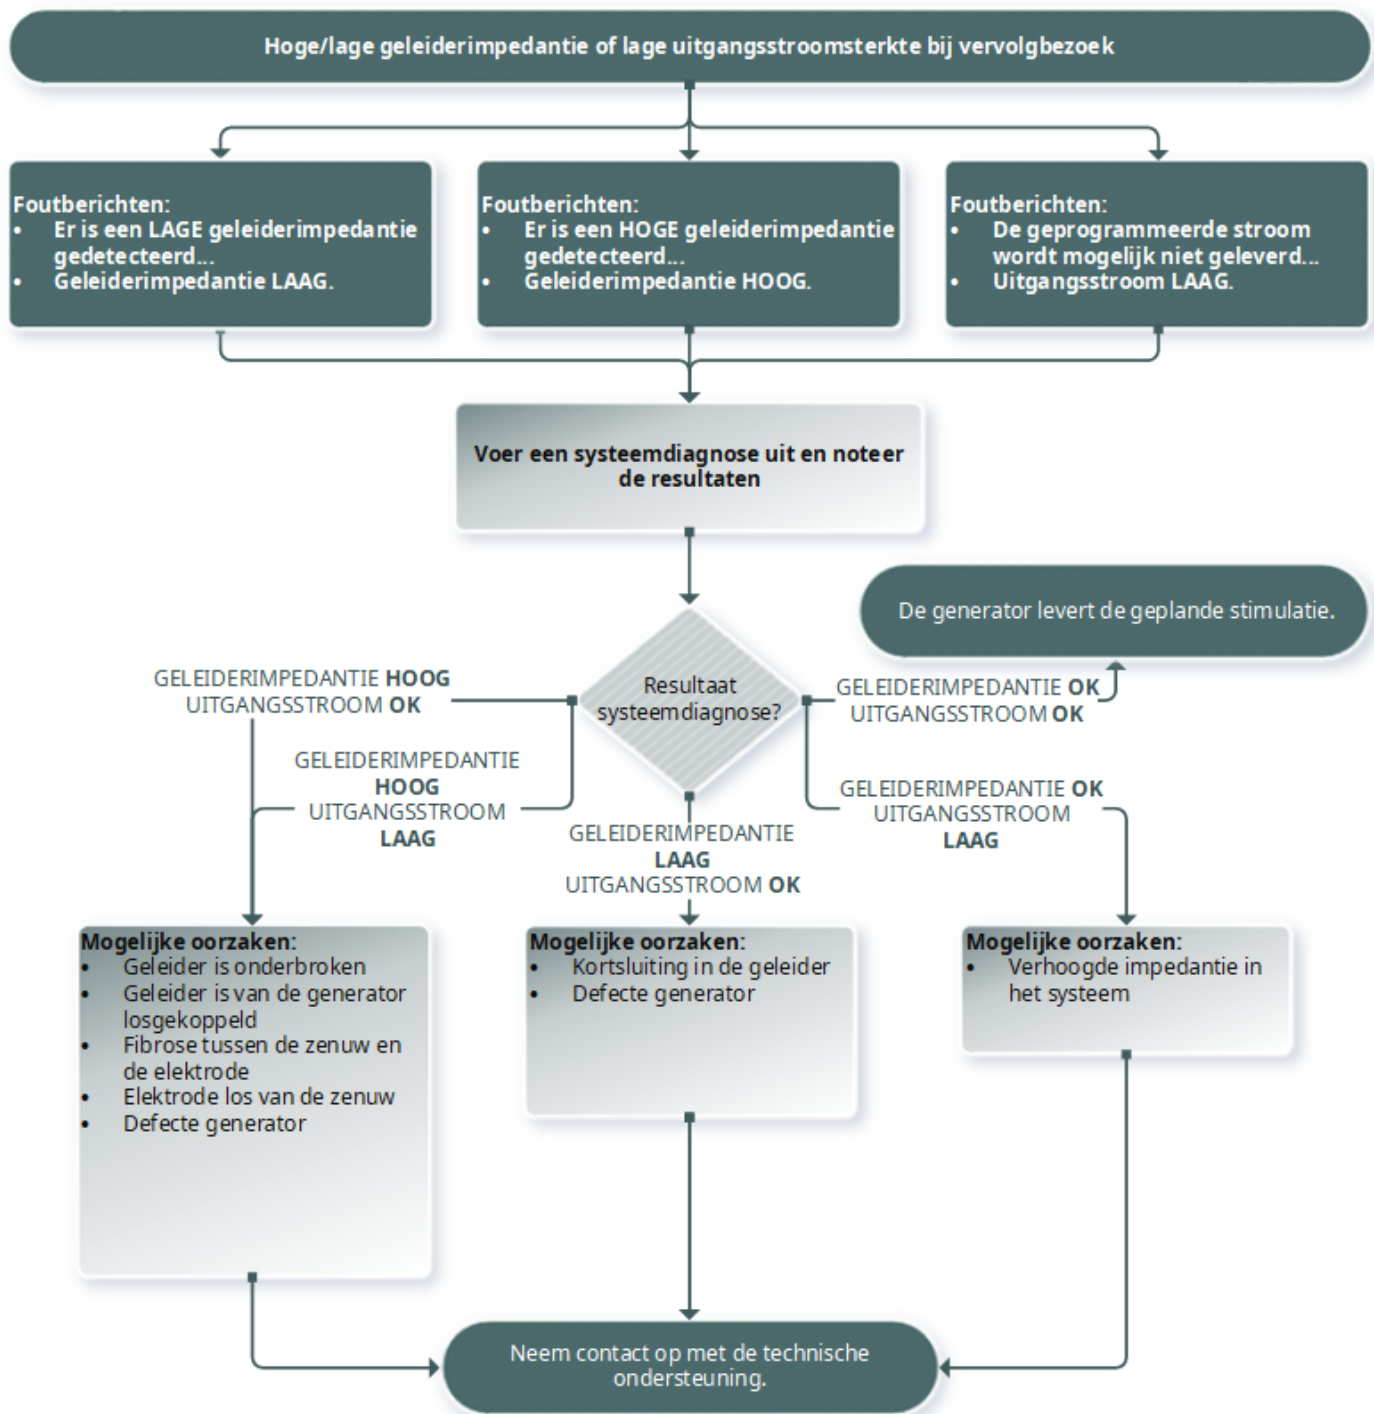 Hoge/lage geleiderimpedantie of lage uitgangsstroomsterkte bij vervolgbezoek
Foutberichten:
• Er is een LAGE geleiderimpedantie
gedetecteerd...
• Geleiderimpedantie LAAG.
Foutberichten:
• Er is een HOGE geleiderimpedantie
gedetecteerd...
• Geleiderimpedantie HOOG.
Foutberichten:
• De geprogrammeerde stroom
wordt mogelijk niet geleverd...
• Uitgangsstroom LAAG.
Voer een systeemdiagnose uit en noteer
de resultaten
De generator levert de geplande stimulatie.
Resultaat
systeemdiagnose?
GELEIDERIMPEDANTIE HOOG
UITGANGSSTROOM OK
GELEIDERIMPEDANTIE OK
UITGANGSSTROOM OK
GELEIDERIMPEDANTIE
HOOG
UITGANGSSTROOM
LAAG
GELEIDERIMPEDANTIE
LAAG
UITGANGSSTROOM OK
GELEIDERIMPEDANTIE OK
UITGANGSSTROOM
LAAG
Mogelijke oorzaken:
• Geleider is onderbroken
• Geleider is van de generator
losgekoppeld
• Fibrose tussen de zenuw en
de elektrode
• Elektrode los van de zenuw
• Defecte generator
Mogelijke oorzaken:
• Kortsluiting in de geleider
• Defecte generator
Mogelijke oorzaken:
• Verhoogde impedantie in
het systeem
Neem contact op met de technische
ondersteuning.